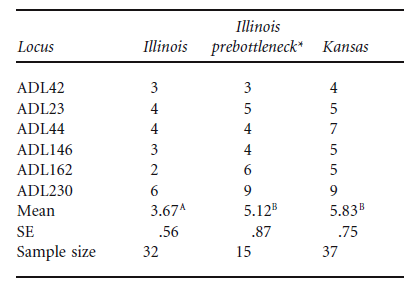 Illinois
Locus Illinois prebottleneck* Kansas
ADL42 3 3 4
ADL23 4 5 5
ADL44 4 4 7
ADL146 3 4 5
ADL162 2 6 5
ADL230 6 9 9
Mean 3.67A 5.12B 5.83B
SE .56 .87 .75
Sample size 32 15 37